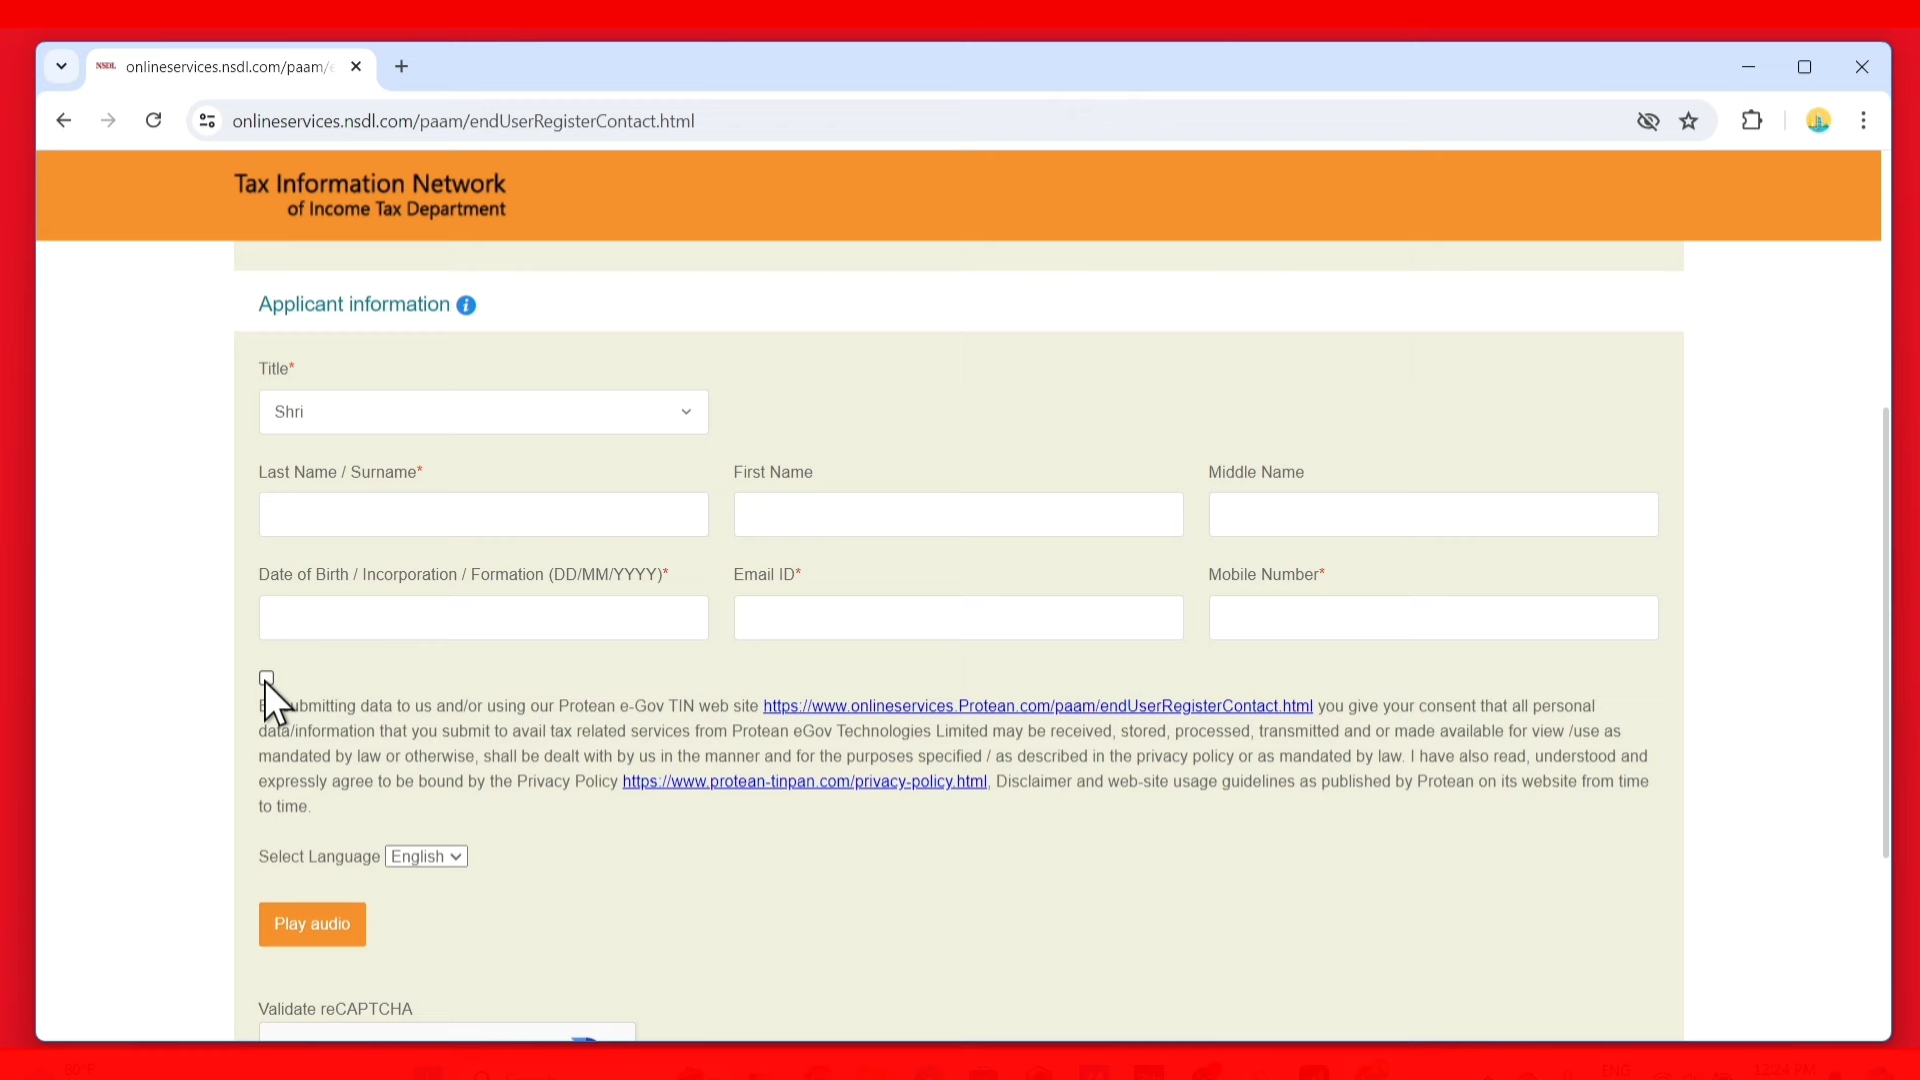 NSDL onlineservices.nsdl.com/paam/e
onlineservices.nsdl.com/paam/endUserRegisterContact.html
Tax Information Network
of Income Tax Department
Applicant information
Title*
Shri
Last Name / Surname* First Name Middle Name
Date of Birth / Incorporation / Formation (DD/MM/YYYY)* Email ID* Mobile Number*
submitting data to us and/or using our Protean e-Gov TIN web site https://www.onlineservices.Protean.com/paam/endUserRegisterContact.html you give your consent that all personal
data/information that you submit to avail tax related services from Protean eGov Technologies Limited may be received, stored, processed, transmitted and or made available for view /use as
mandated by law or otherwise, shall be dealt with by us in the manner and for the purposes specified / as described in the privacy policy or as mandated by law. I have also read, understood and
expressly agree to be bound by the Privacy Policy https://www.protean-tinpan.com/privacy-policy.html, Disclaimer and web-site usage guidelines as published by Protean on its website from time
to time.
Select Language English
Play audio
Validate reCAPTCHA
80°F
ENG 12:24 PM